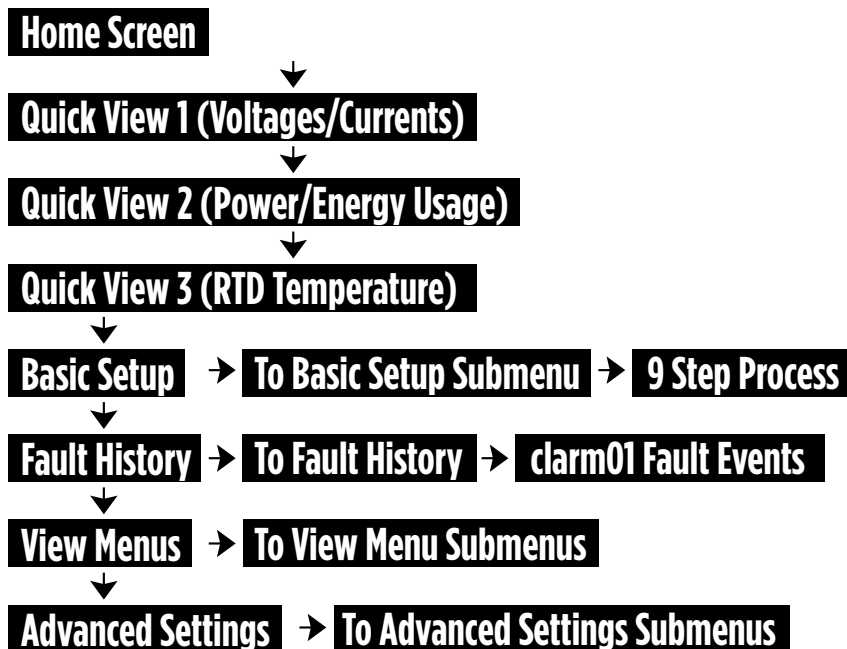 Home Screen
Quick View 1 (Voltages/Currents)
Quick View 2 (Power/Energy Usage)
Quick View 3 (RTD Temperature)
Basic Setup To Basic Setup Submenu 9 Step Process
Fault History To Fault History clarm01 Fault Events
View Menus To View Menu Submenus
Advanced Settings To Advanced Settings Submenus